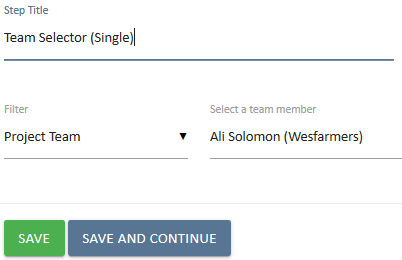 Step Title
Team Selector (Single)
Filter
Select a team member
Project Team
Ali Solomon (Wesfarmers)
SAVE
SAVE AND CONTINUE